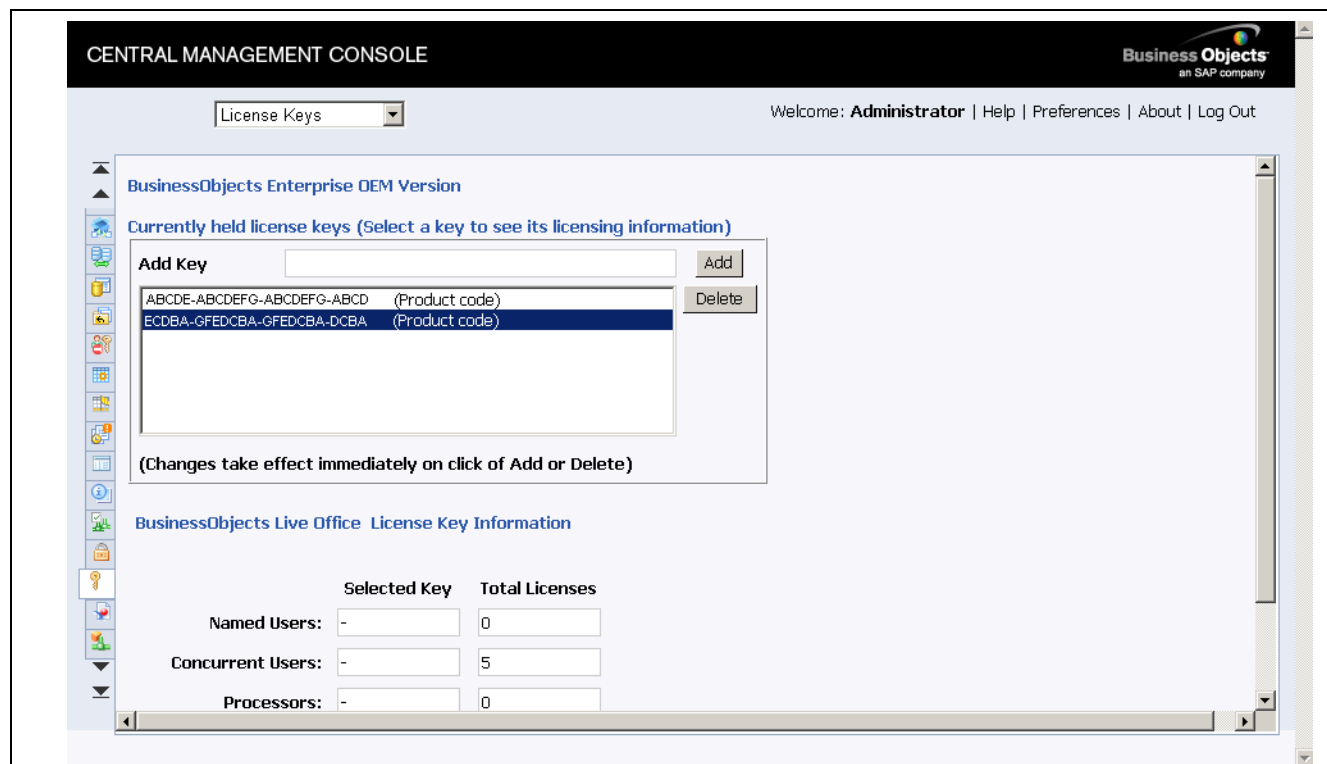 CENTRAL MANAGEMENT CONSOLE
Business Objects
an SAP company
License Keys
Welcome: Administrator | Help | Preferences | About | Log Out
BusinessObjects Enterprise OEM Version
Currently held license keys (Select a key to see its licensing information)
Add Key
Add
ABCDE-ABCDEFG-ABCDEFG-ABCD (Product code)
Delete
ECDBA-GFEDCBA-GFEDCBA-DCBA (Product code)
(Changes take effect immediately on click of Add or Delete)
BusinessObjects Live Office License Key Information
Selected Key Total Licenses
Named Users: - 0
Concurrent Users: - 5
Processors: - 0